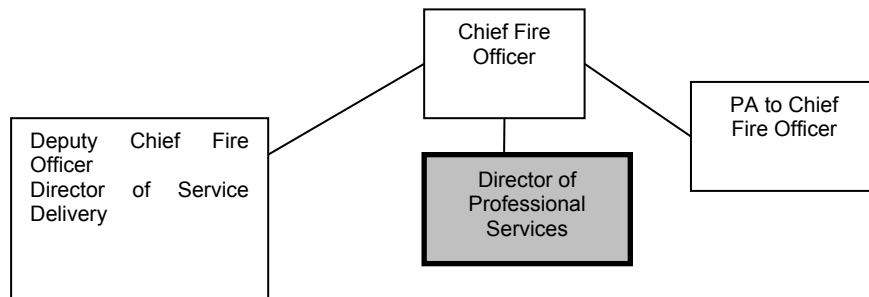 Chief Fire
Officer
PA to Chief
Fire Officer
Deputy Chief Fire
Officer
Director of Service
Delivery
Director of
Professional
Services